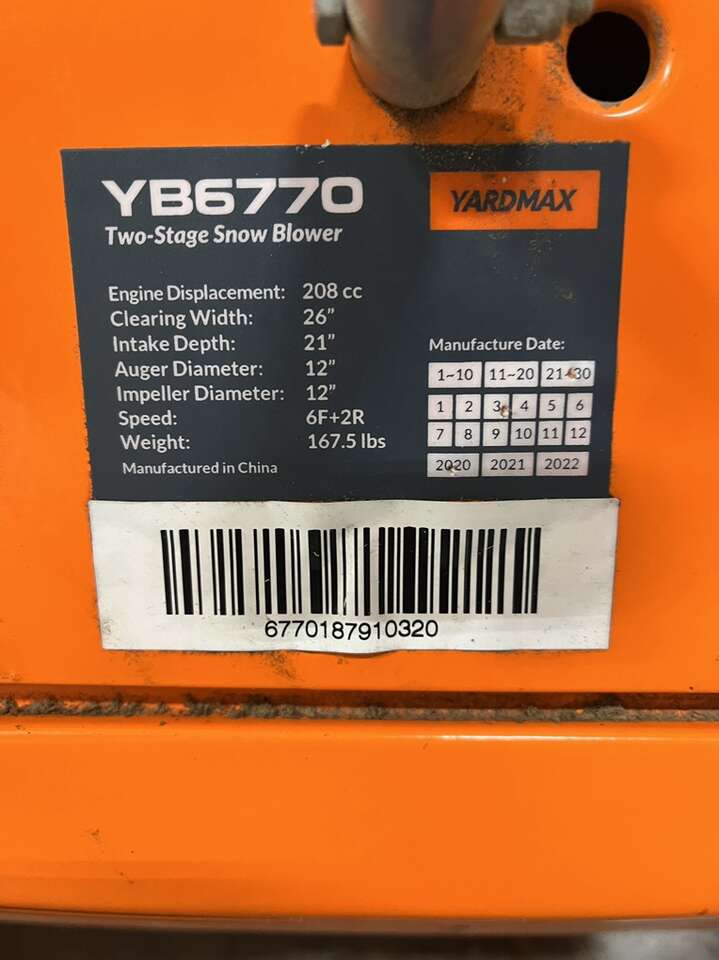 YB6770
Two-Stage Snow Blower
YARDMAX
Engine Displacement: 208 cc
Clearing Width: 26”
Intake Depth: 21”
Auger Diameter: 12”
Impeller Diameter: 12”
Speed: 6F+2R
Weight: 167.5 lbs
Manufactured in China
Manufacture Date:
1~10 11~20 21~30
1 2 3 4 5 6
7 8 9 10 11 12
2020 2021 2022
6770187910320